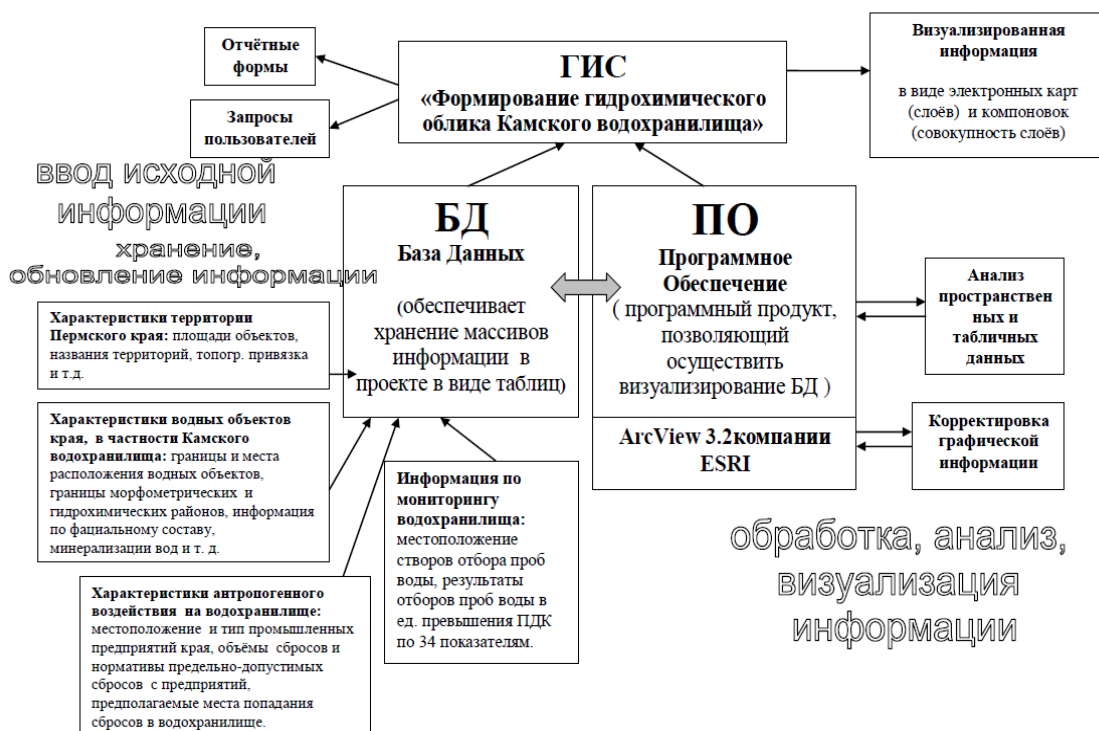 Отчётные
формы
Запросы
пользователей
ГИС
«Формирование гидрохимического
облика Камского водохранилища»
Визуализированная
информация
в виде электронных карт
(слоёв) и компоновок
(совокупность слоёв)
ввод исходной
информации
хранение,
обновление информации
БД
База Данных
(обеспечивает
хранение массивов
информации в
проекте в виде таблиц)
ПО
Программное
Обеспечение
( программный продукт,
позволяющий
осуществить
визуализирование БД )
ArcView 3.2компании
ESRI
Анализ
пространствен
ных и
табличных
данных
Корректировка
графической
информации
Характеристики территории
Пермского края: площади объектов,
названия территорий, топогр. привязка
и т.д.
Характеристики водных объектов
края, в частности Камского
водохранилища: границы и места
расположения водных объектов,
границы морфометрических и
гидрохимических районов, информация
по фациальному составу,
минерализации вод и т. д.
Информация по
мониторингу
водохранилища:
местоположение
створов отбора проб
воды, результаты
отборов проб воды в
ед. превышения ПДК
по 34 показателям.
Характеристики антропогенного
воздействия на водохранилище:
местоположение и тип промышленных
предприятий края, объёмы сбросов и
нормативы предельно-допустимых
сбросов с предприятий,
предполагаемые места попадания
сбросов в водохранилище.
обработка, анализ,
визуализация
информации